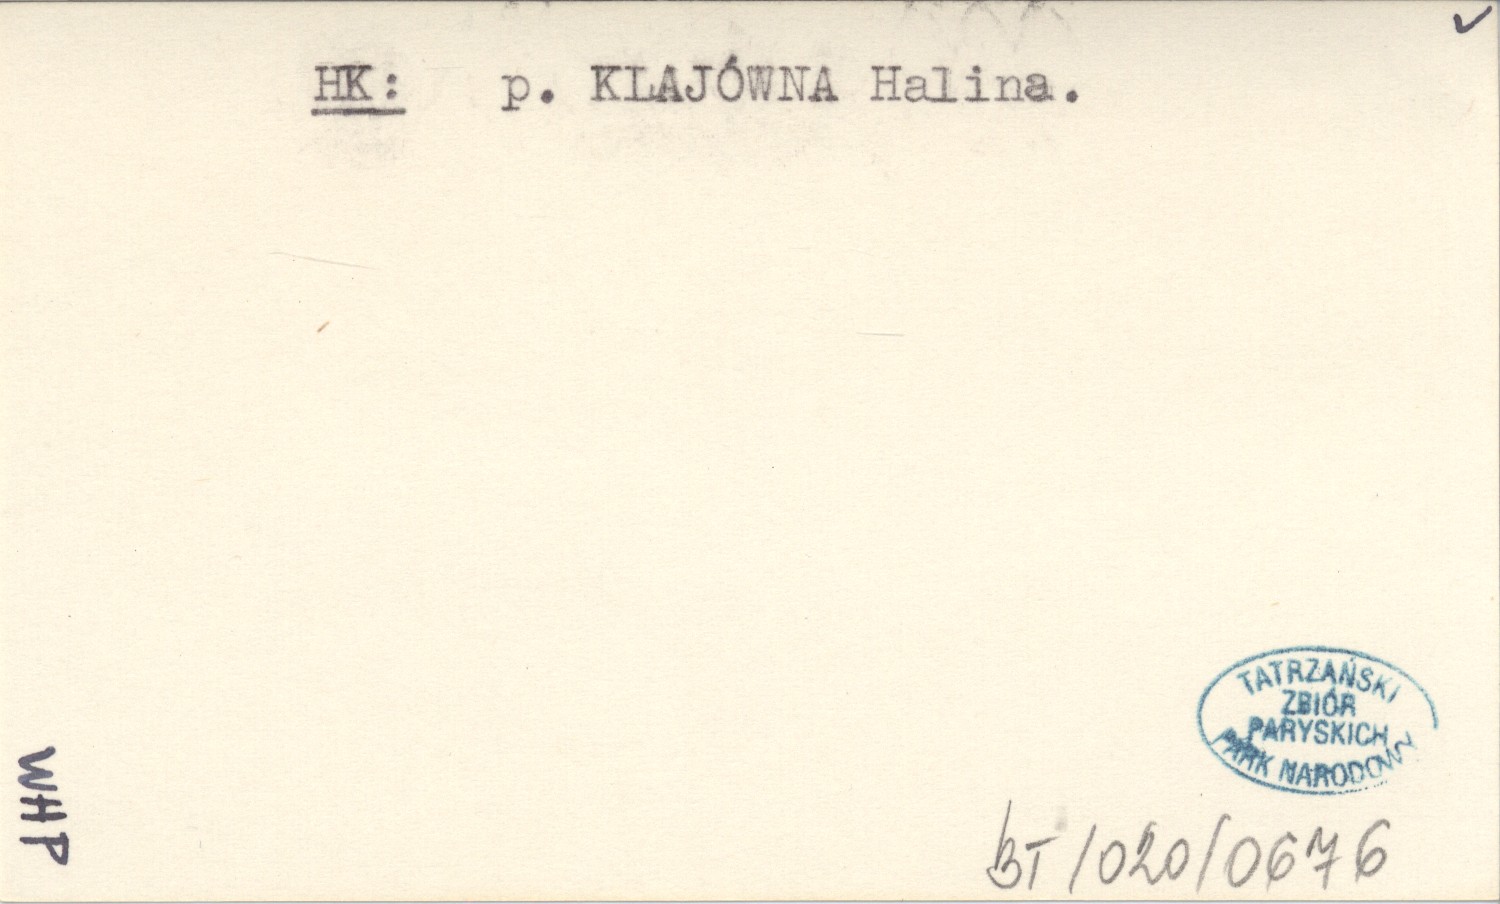 HK: p. KLAJÓWNA Halina.
TATRZAŃSKI
ZBIÓR
PARYSKICH
PARK NARODOWY
BT/020/0676
WHP